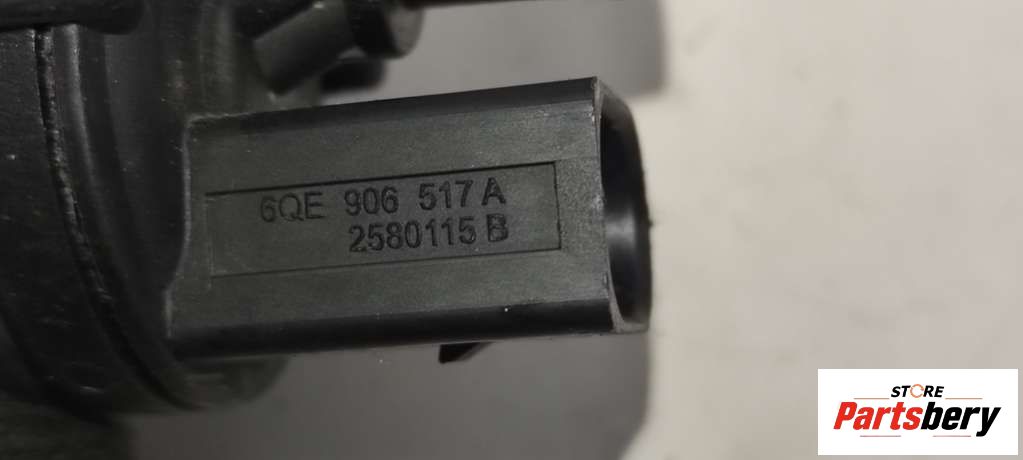 6QE 906 517 A
2580115 B
STORE
Partsbery